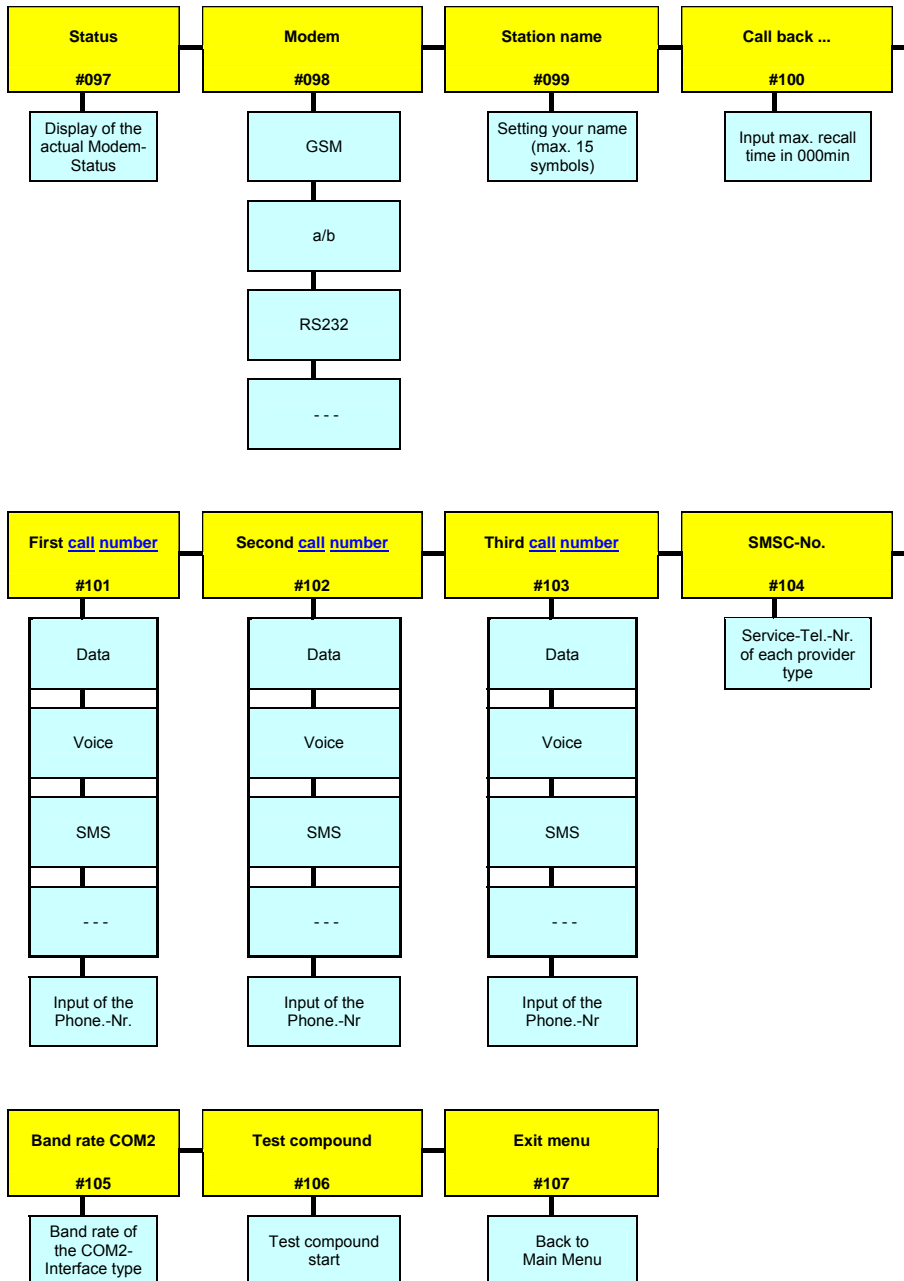 Status
#097
Modem
#098
Station name
#099
Call back ...
#100
Display of the
actual Modem-
Status
GSM
a/b
RS232
- - -
Setting your name
(max. 15
symbols)
Input max. recall
time in 000min
First call number
#101
Second call number
#102
Third call number
#103
SMSC-No.
#104
Data
Voice
SMS
- - -
Input of the
Phone.-Nr.
Data
Voice
SMS
- - -
Input of the
Phone.-Nr
Data
Voice
SMS
- - -
Input of the
Phone.-Nr
Service-Tel.-Nr.
of each provider
type
Band rate COM2
#105
Test compound
#106
Exit menu
#107
Band rate of
the COM2-
Interface type
Test compound
start
Back to
Main Menu